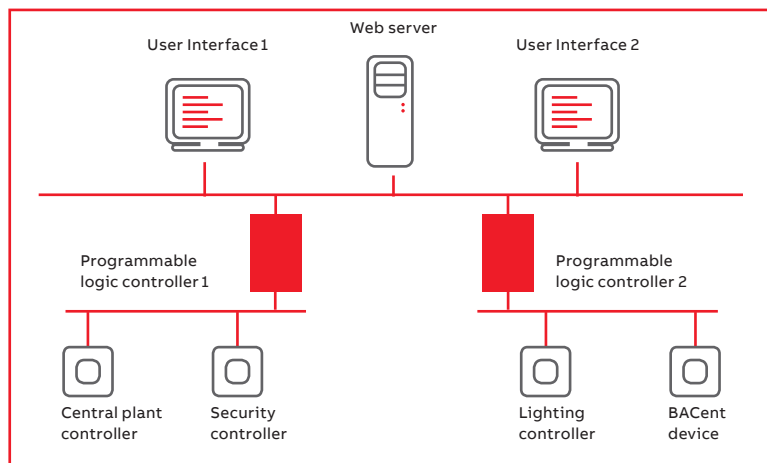 Web server
User Interface 1
User Interface 2
Programmable
logic controller 1
Programmable
logic controller 2
Central plant
controller
Security
controller
Lighting
controller
BACent
device